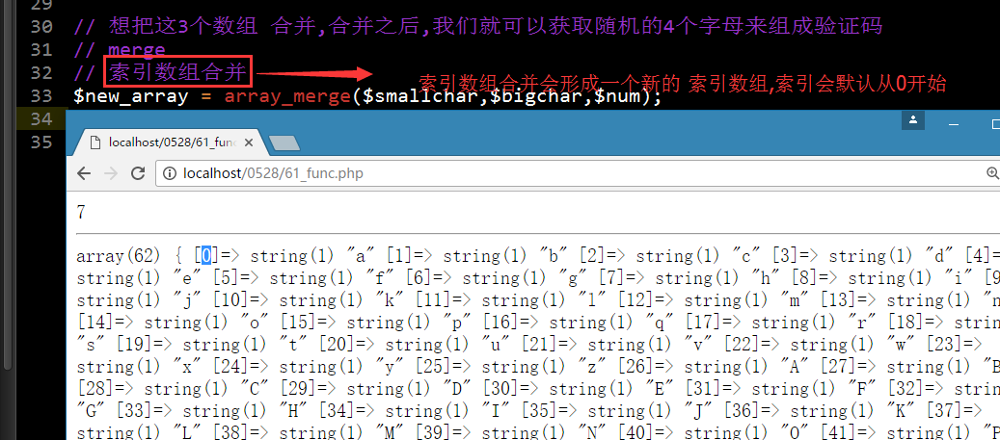 29
30 // 想把这3个数组 合并,合并之后,我们就可以获取随机的4个字母来组成验证码
31 // merge
32 // 索引数组合并
索引数组合并会形成一个新的 索引数组,索引会默认从0开始
33 $new_array = array_merge($smallchar,$bigchar,$num);
34
35
localhost/0528/61_func
localhost/0528/61_func.php
7
array(62) { [0]=> string(1) "a" [1]=> string(1) "b" [2]=> string(1) "c" [3]=> string(1) "d" [4]=
string(1) "e" [5]=> string(1) "f" [6]=> string(1) "g" [7]=> string(1) "h" [8]=> string(1) "i" [9
string(1) "j" [10]=> string(1) "k" [11]=> string(1) "l" [12]=> string(1) "m" [13]=> string(1) "n
[14]=> string(1) "o" [15]=> string(1) "p" [16]=> string(1) "q" [17]=> string(1) "r" [18]=> string(1)
"s" [19]=> string(1) "t" [20]=> string(1) "u" [21]=> string(1) "v" [22]=> string(1) "w" [23]=>
string(1) "x" [24]=> string(1) "y" [25]=> string(1) "z" [26]=> string(1) "A" [27]=> string(1) "B
[28]=> string(1) "C" [29]=> string(1) "D" [30]=> string(1) "E" [31]=> string(1) "F" [32]=> string(1)
"G" [33]=> string(1) "H" [34]=> string(1) "I" [35]=> string(1) "J" [36]=> string(1) "K" [37]=>
string(1) "L" [38]=> string(1) "M" [39]=> string(1) "N" [40]=> string(1) "O" [41]=> string(1) "P